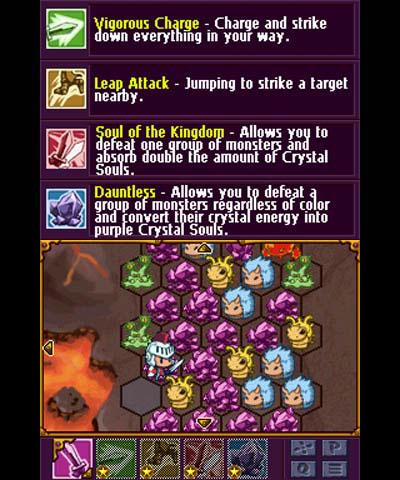 Vigorous Charge - Charge and strike
down everything in your way.
Leap Attack - Jumping to strike a target
nearby.
Soul of the Kingdom - Allows you to
defeat one group of monsters and
absorb double the amount of Crystal
Souls.
Dauntless - Allows you to defeat a
group of monsters regardless of color
and convert their crystal energy into
purple Crystal Souls.